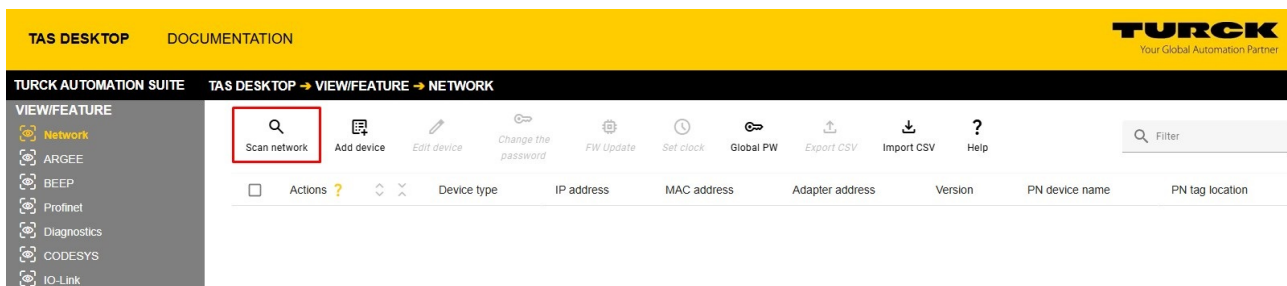 TAS DESKTOP DOCUMENTATION
TURCK
Your Global Automation Partner
TURCK AUTOMATION SUITE TAS DESKTOP ➔ VIEW/FEATURE ➔ NETWORK
VIEW/FEATURE
Network
ARGEE
BEEP
Profinet
Diagnostics
CODESYS
IO-Link
Scan network
Add device
Edit device
Change the
password
FW Update
Set clock
Global PW
Export CSV
Import CSV
?
Help
Filter
Actions ? Device type IP address MAC address Adapter address Version PN device name PN tag location